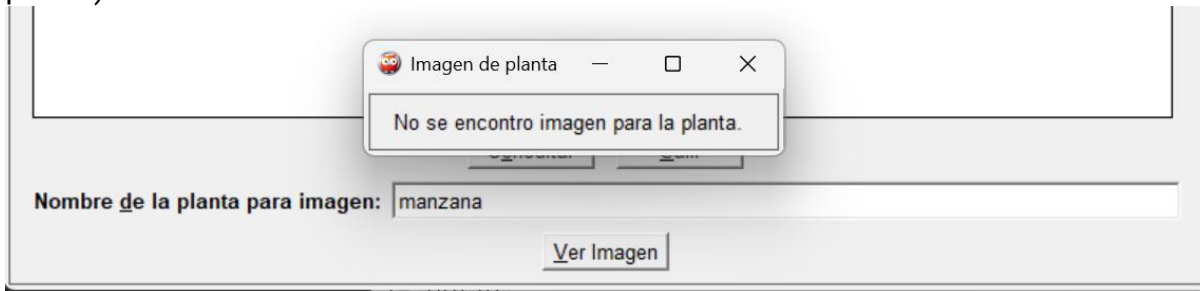 Imagen de planta
No se encontro imagen para la planta.
Nombre de la planta para imagen: manzana
Ver Imagen